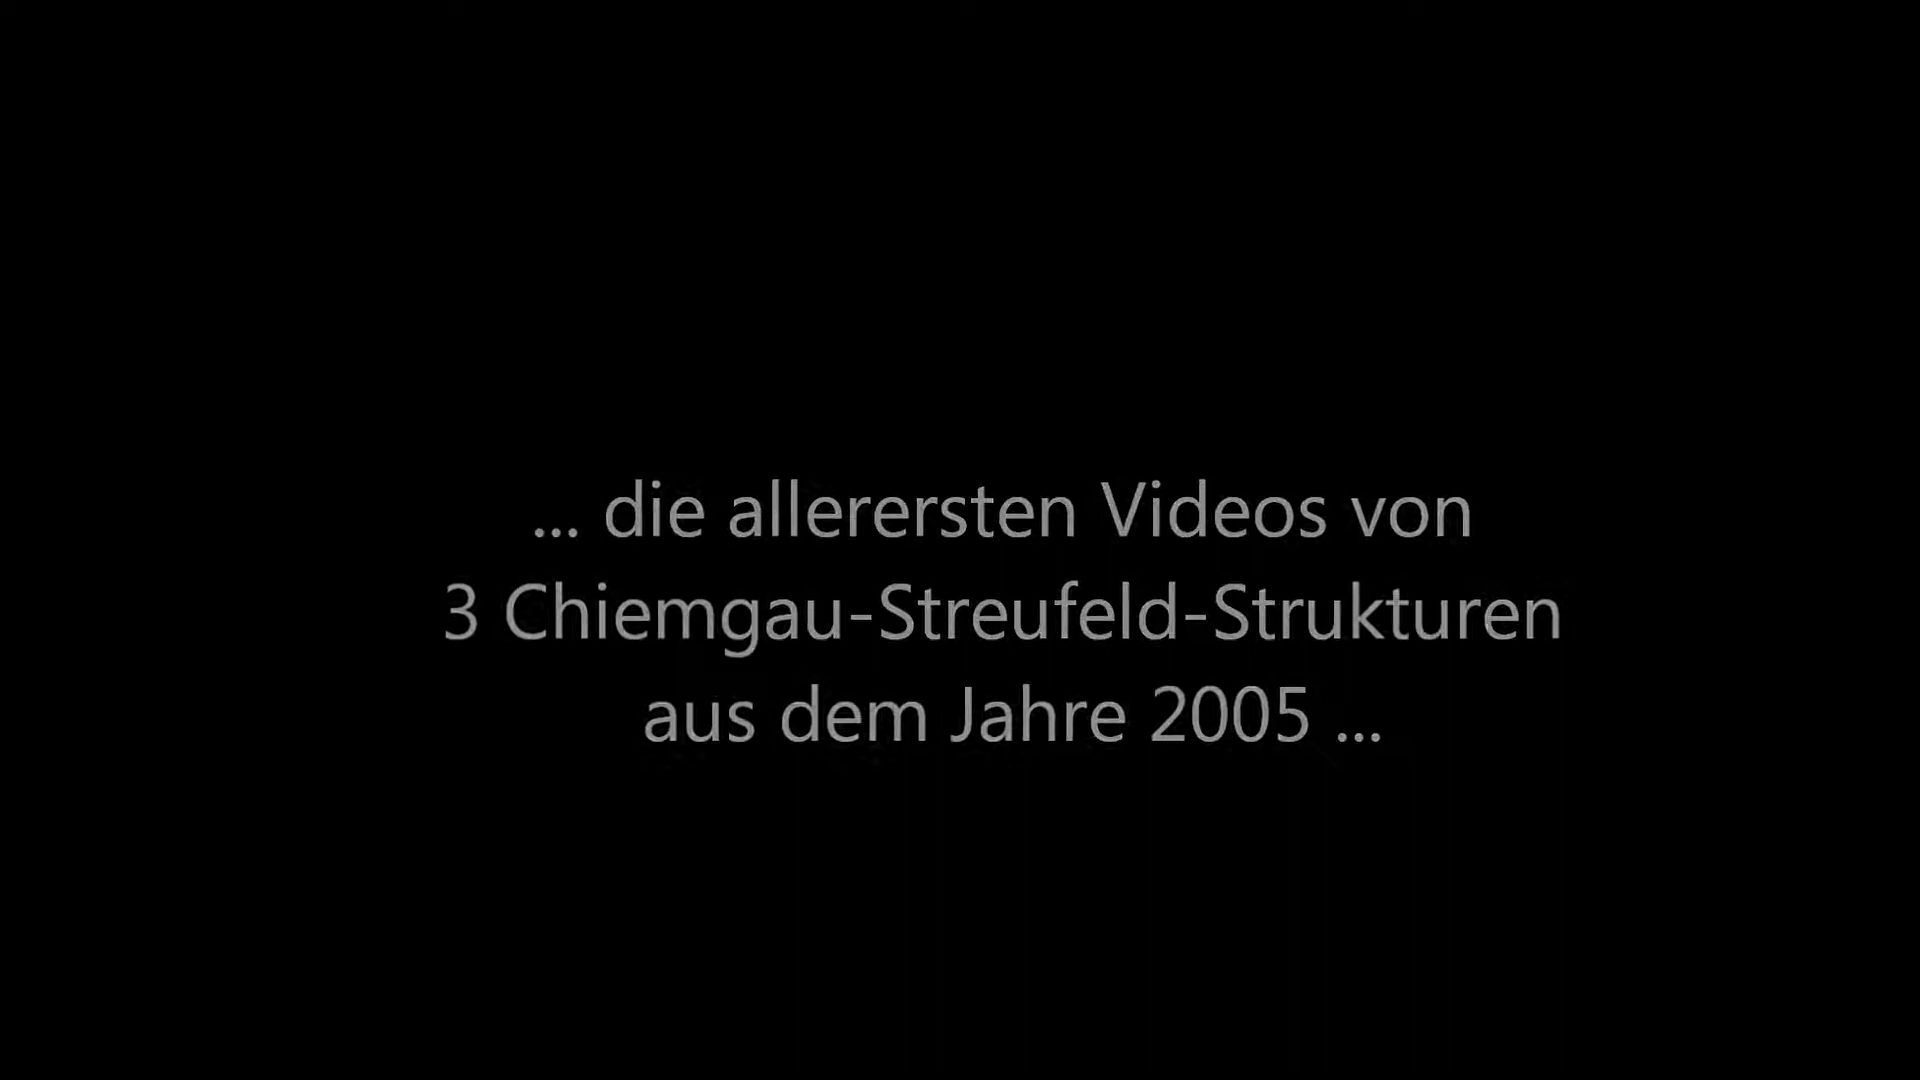 ... die allerersten Videos von
3 Chiemgau-Streufeld-Strukturen
aus dem Jahre 2005 ...